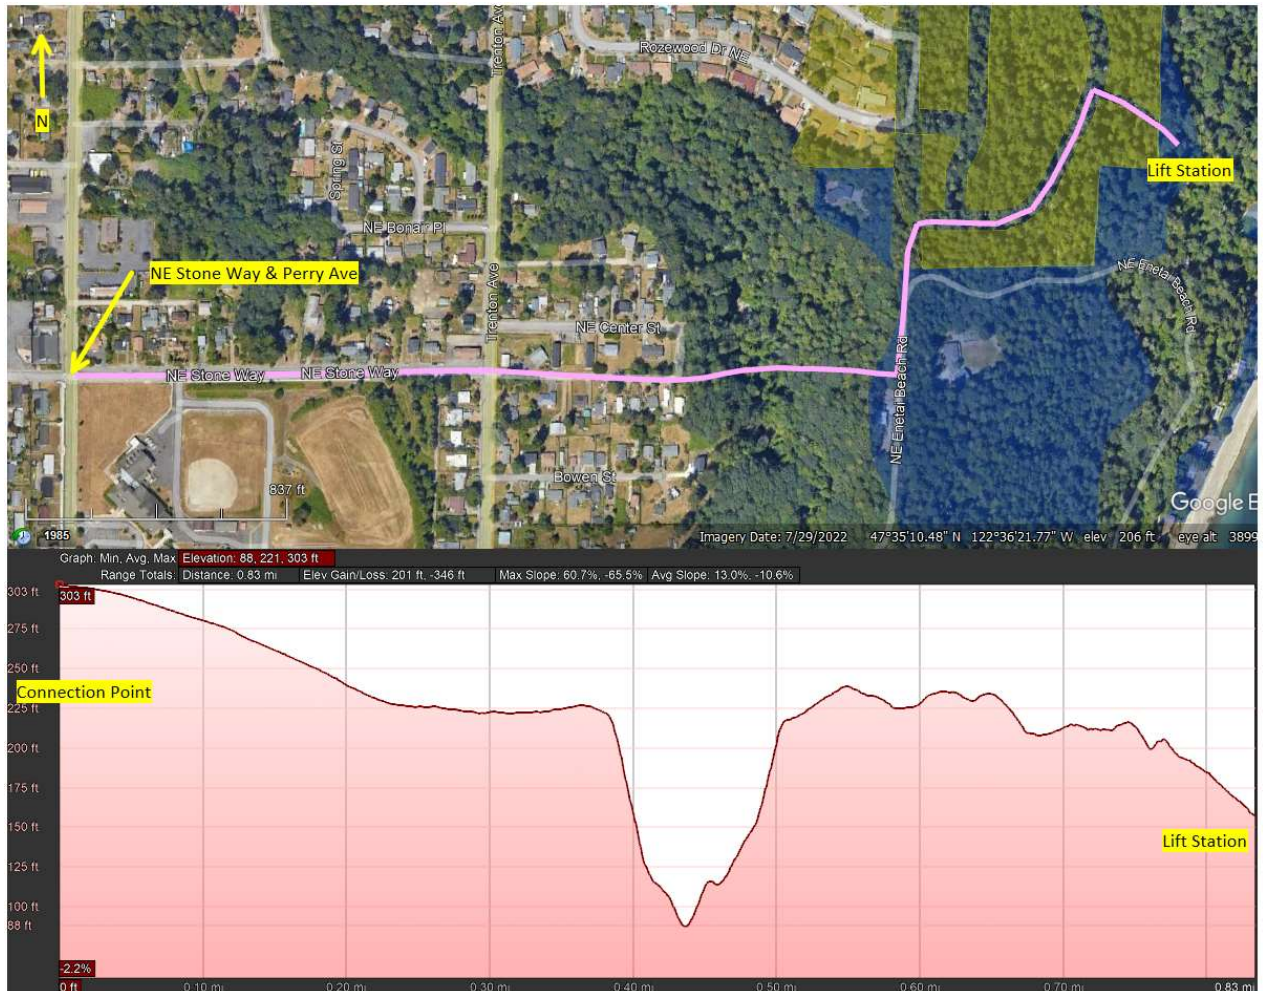 Rozewood Dr NE
Trenton Ave
N
Spring St
Lift Station
NE Bonair Pl
NE Stone Way & Perry Ave
NE Enetai Beach Rd
Trenton Ave
NE Center St
NE Stone Way
NE Stone Way
NE Enetai Beach Rd
Bowen St
837 ft
Google E
1985
Imagery Date: 7/29/2022 47°35'10.48" N 122°36'21.77" W elev 206 ft eye alt 3899
Graph: Min, Avg, Max Elevation: 88, 221, 303 ft
Range Totals: Distance: 0.83 mi Elev Gain/Loss: 201 ft, -346 ft Max Slope: 60.7%, -65.5% Avg Slope: 13.0%, -10.6%
303 ft
303 ft
275 ft
250 ft
Connection Point
225 ft
200 ft
175 ft
150 ft
Lift Station
125 ft
100 ft
88 ft
-2.2%
0 ft 0.10 mi 0.20 mi 0.30 mi 0.40 mi 0.50 mi 0.60 mi 0.70 mi 0.83 mi